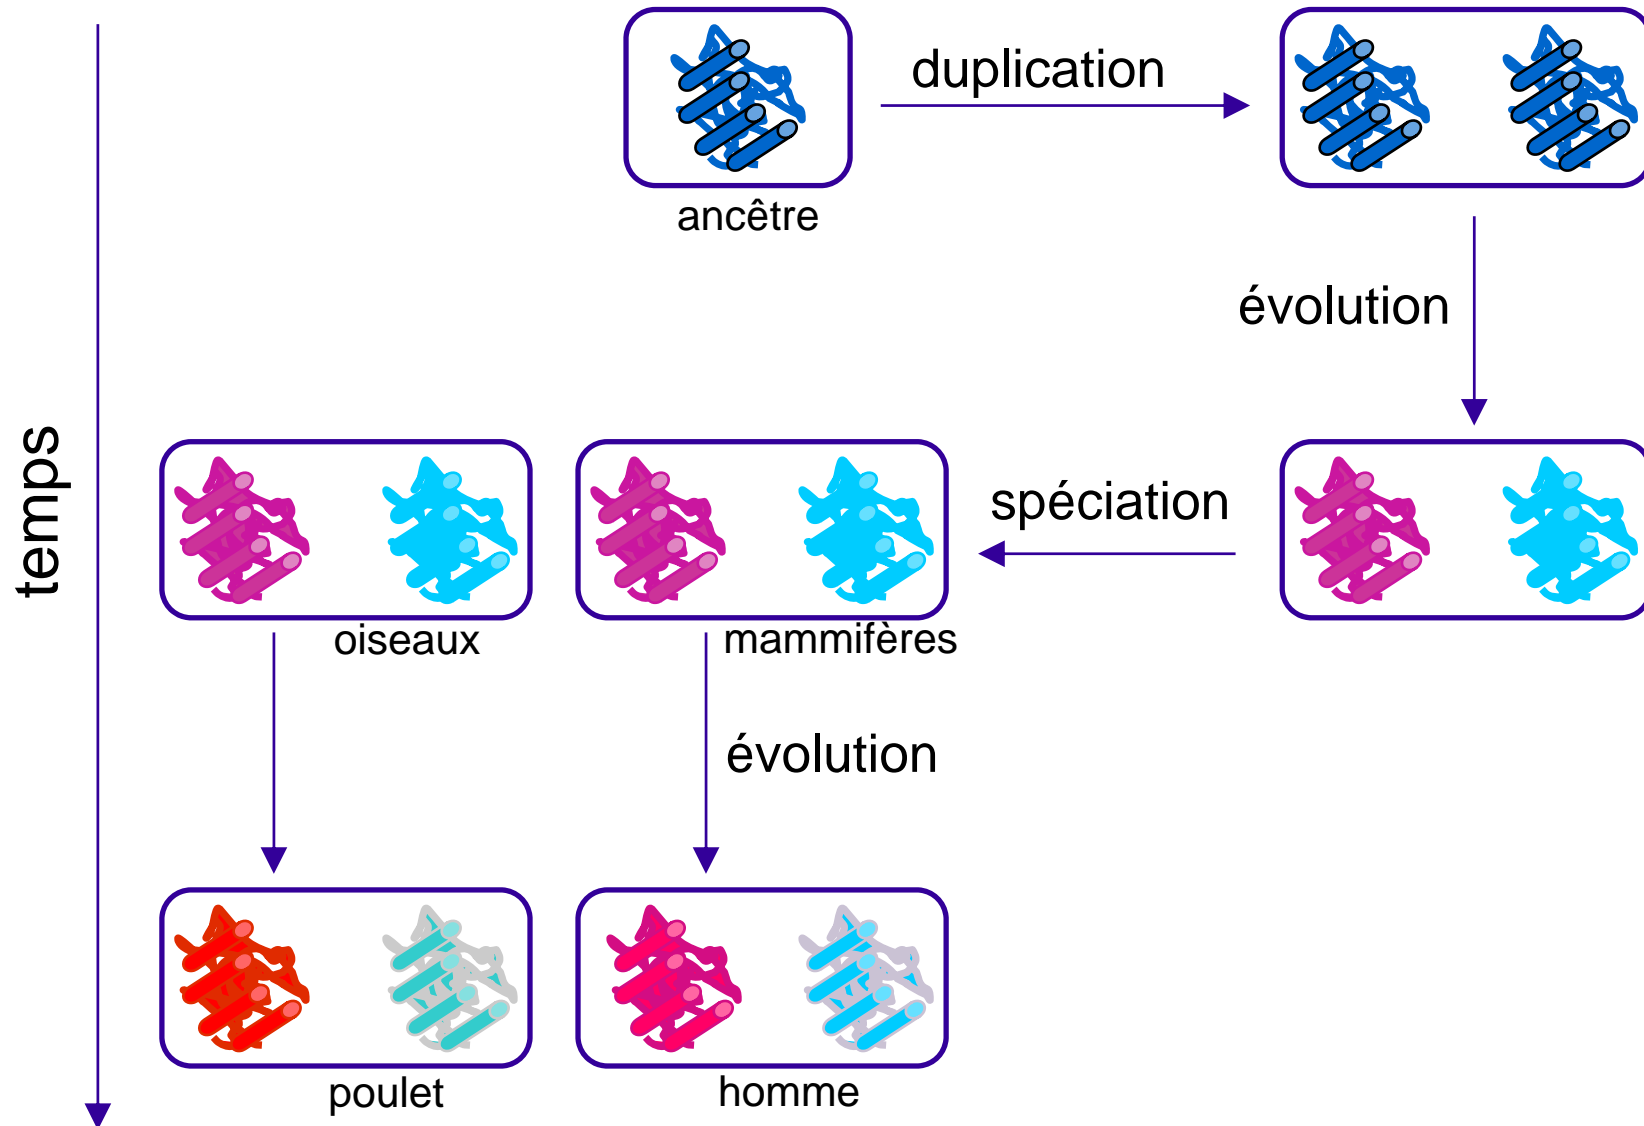 duplication
ancêtre
évolution
temps
spéciation
oiseaux
mammifères
évolution
poulet
homme